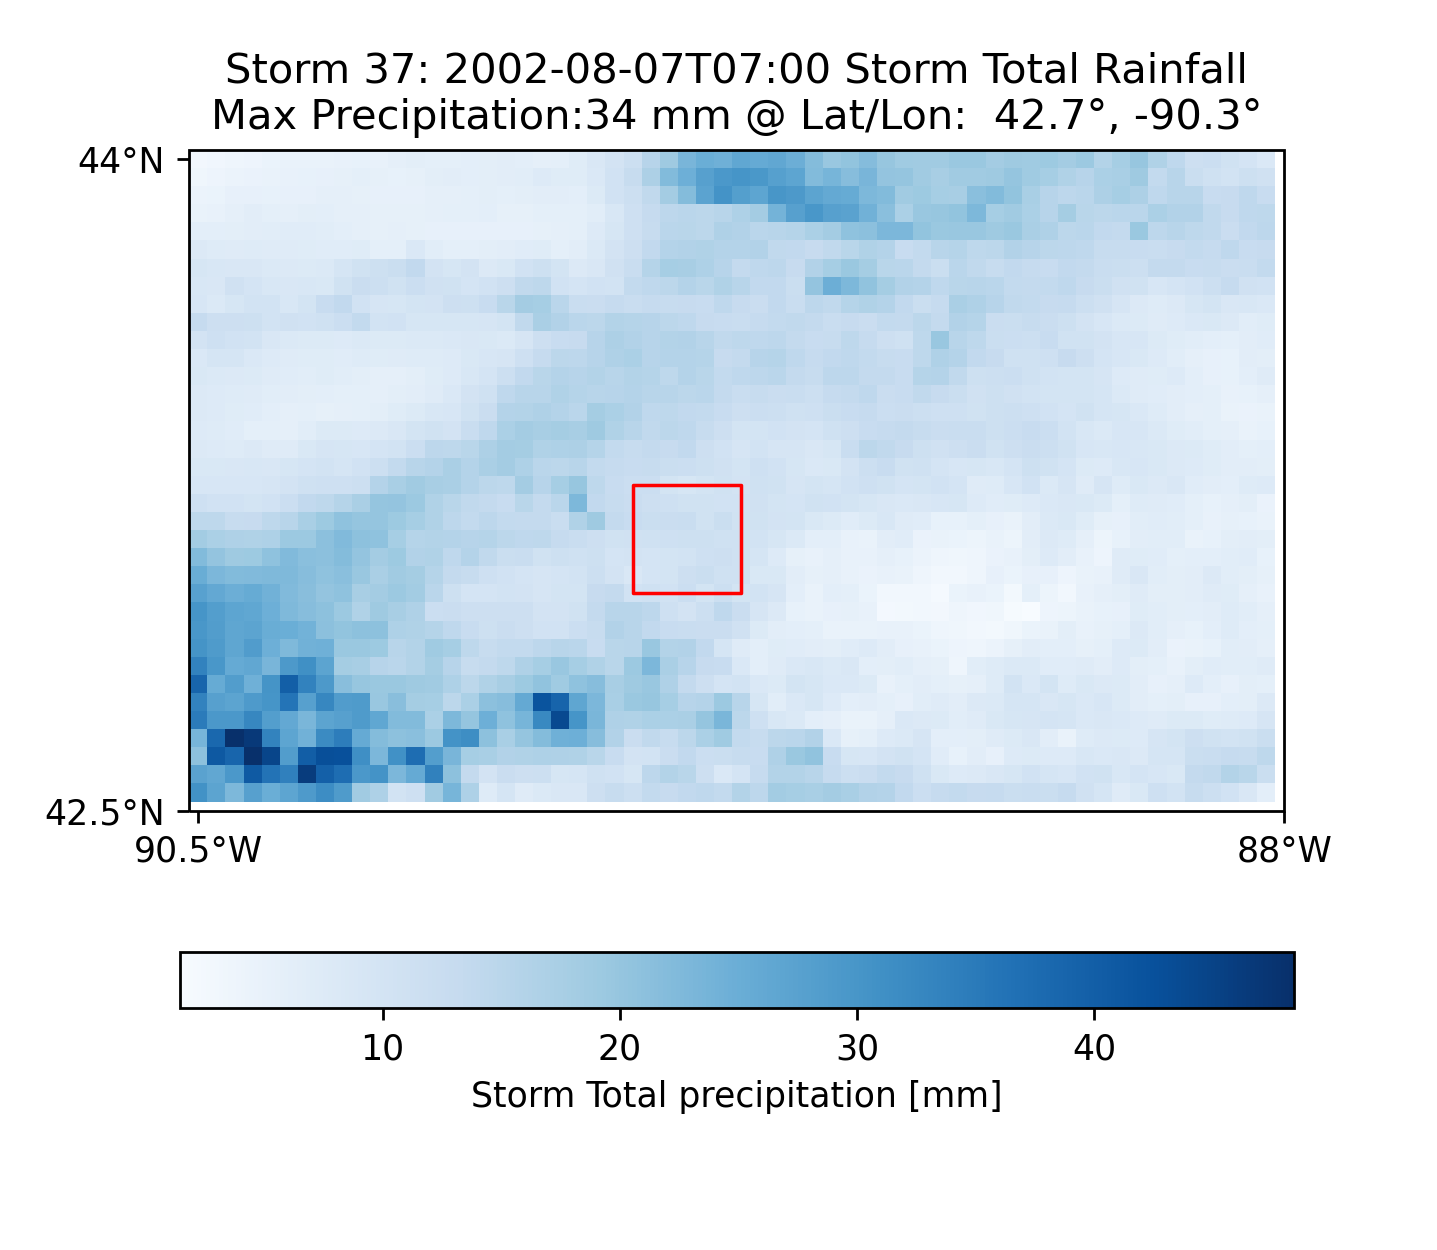 Storm 37: 2002-08-07T07:00 Storm Total Rainfall
Max Precipitation:34 mm @ Lat/Lon:  42.7°, -90.3°
44°N
42.5°N
90.5°W 88°W
10 20 30 40
Storm Total precipitation [mm]